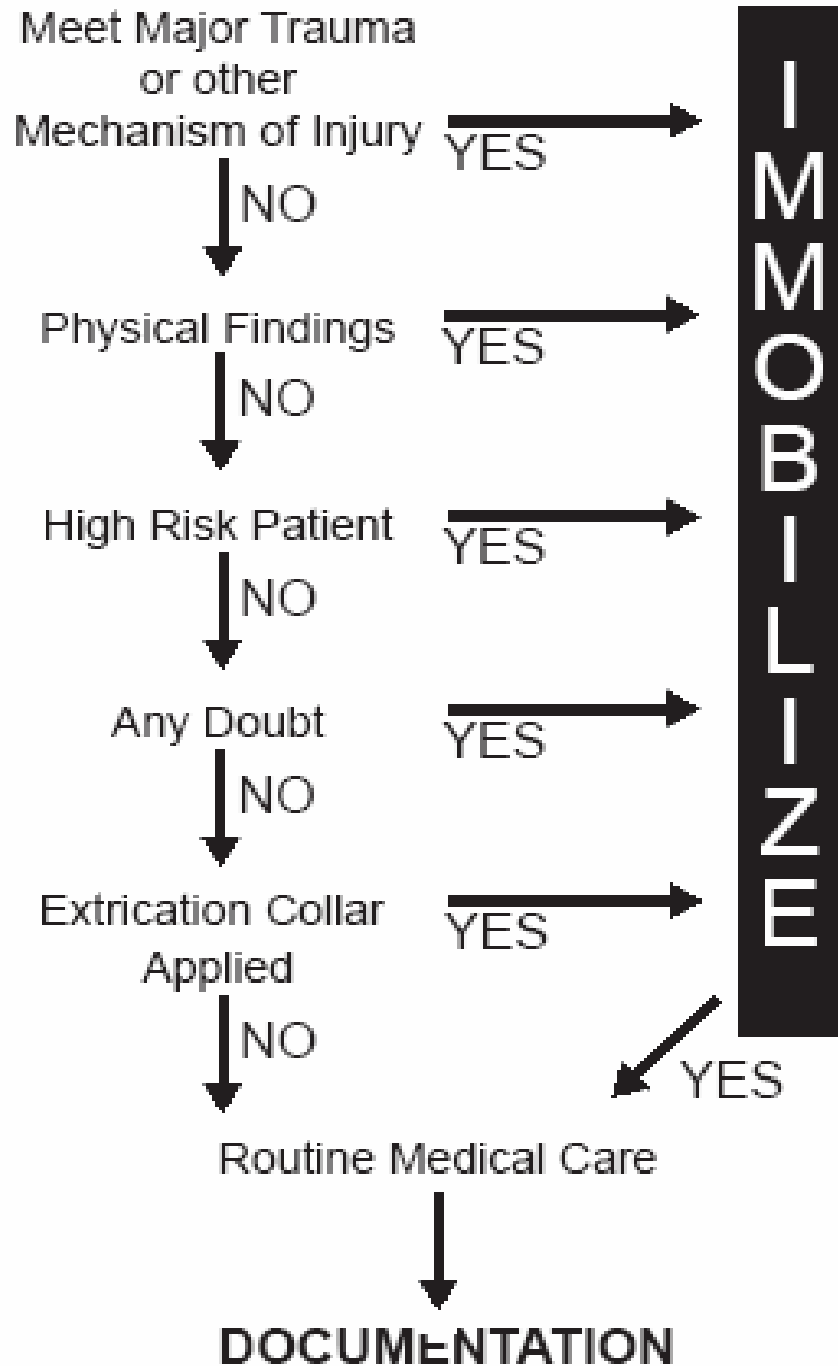 Meet Major Trauma
or other
Mechanism of Injury
YES
NO
Physical Findings
YES
NO
High Risk Patient
YES
NO
Any Doubt
YES
NO
Extrication Collar
YES
Applied
NO
IMMOBILIZE
YES
Routine Medical Care
DOCUMENTATION